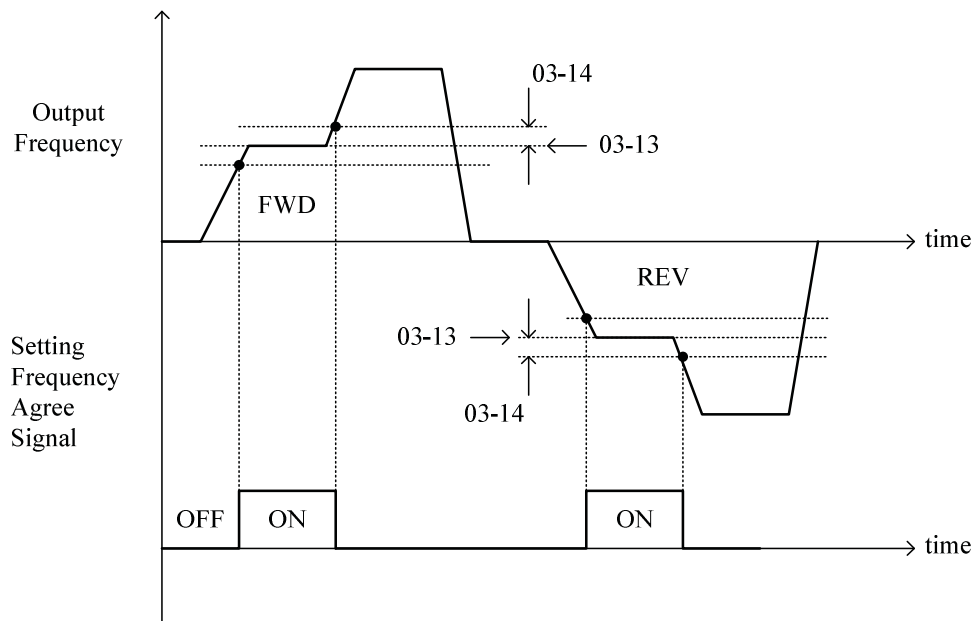 03-14
Output
Frequency
03-13
FWD
time
REV
03-13
Setting
Frequency
Agree
Signal
03-14
OFF
ON
ON
time